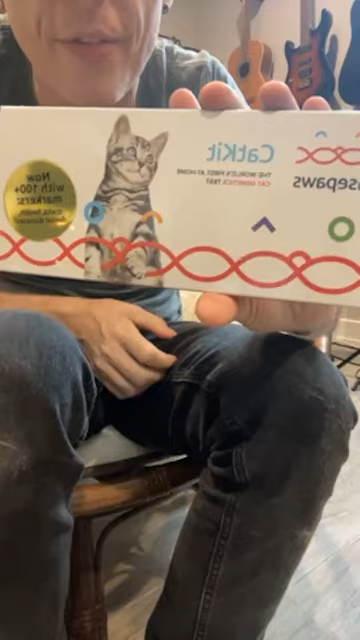 Now
with 100+
markers:
CatKit
THE WORLD'S FIRST AT-HOME
CAT GENETICS TEST
sepaws